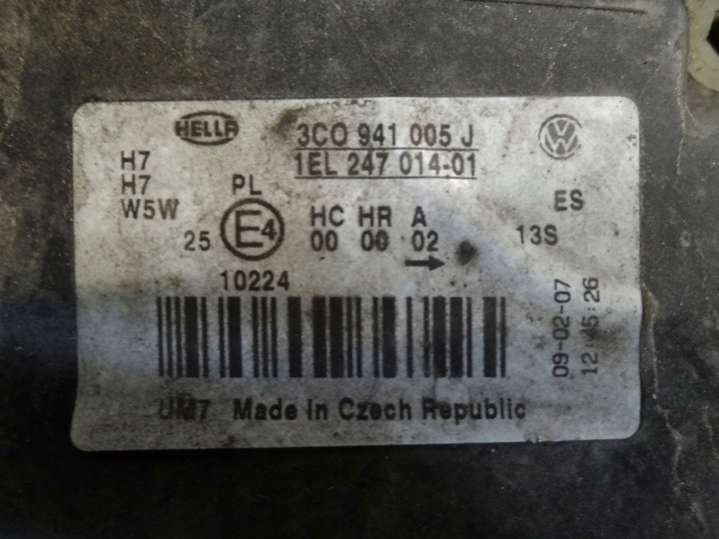 HELLA
3C0 941 005 J
1EL 247 014-01
H7
H7
W5W
PL
25 E4
HC HR A
00 00 02
ES
13S
10224
09-02-07
12:45:26
UM7 Made in Czech Republic